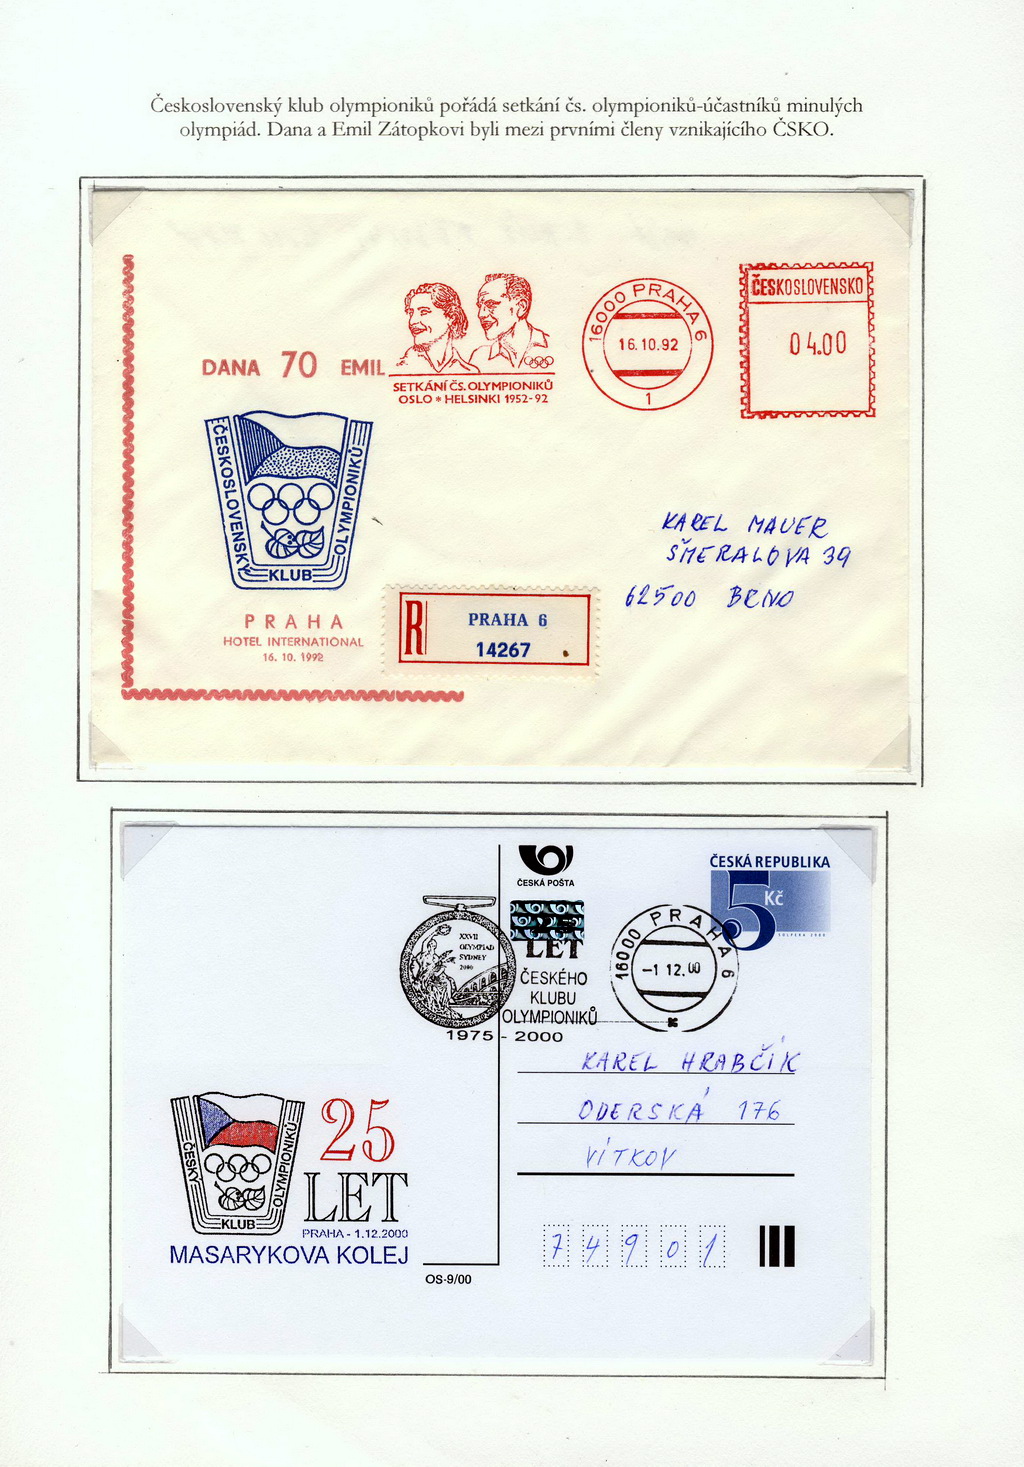 Československý klub olympioniků pořádá setkání čs. olympioniků-účastníků minulých
olympiád. Dana a Emil Zátopkovi byli mezi prvními členy vznikajícího ČSKO.
DANA 70 EMIL
SETKÁNÍ ČS. OLYMPIONIKŮ
OSLO * HELSINKI 1952-92
16000 PRAHA 6
16.10.92
1
ČESKOSLOVENSKO
04.00
ČESKOSLOVENSKÝ
OLYMPIONIKŮ
KLUB
PRAHA
HOTEL INTERNATIONAL
16. 10. 1992
R
PRAHA 6
14267
KAREL MAUER
ŠMERALOVA 39
62500 BRNO
ČESKÁ POŠTA
ČESKÁ REPUBLIKA
5 Kč
XXVII
OLYMPIAD
SYDNEY
2000
LET
ČESKÉHO
KLUBU
OLYMPIONIKŮ
1975 - 2000
16000 PRAHA 6
-1 12.00
KAREL HRABČÍK
ODERSKÁ 176
VÍTKOV
74901
ČESKÝ
OLYMPIONIKŮ
KLUB
25
LET
PRAHA - 1.12.2000
MASARYKOVA KOLEJ
OS-9/00